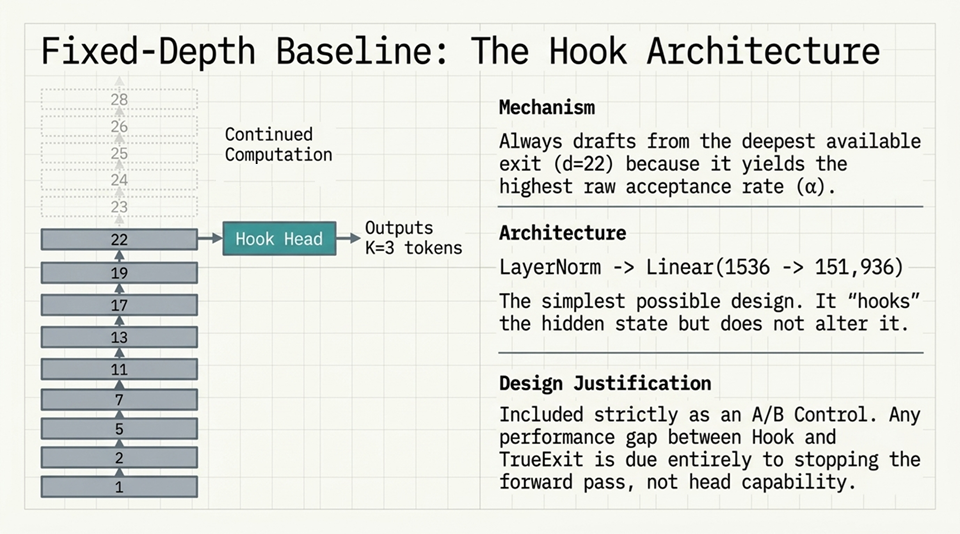 Fixed-Depth Baseline: The Hook Architecture
28
26
25
24
23
22
19
17
13
11
7
5
2
1
Continued
Computation
Hook Head
Outputs
K=3 tokens
Mechanism
Always drafts from the deepest available
exit (d=22) because it yields the
highest raw acceptance rate (α).
Architecture
LayerNorm -> Linear(1536 -> 151,936)
The simplest possible design. It “hooks”
the hidden state but does not alter it.
Design Justification
Included strictly as an A/B Control. Any
performance gap between Hook and
TrueExit is due entirely to stopping the
forward pass, not head capability.